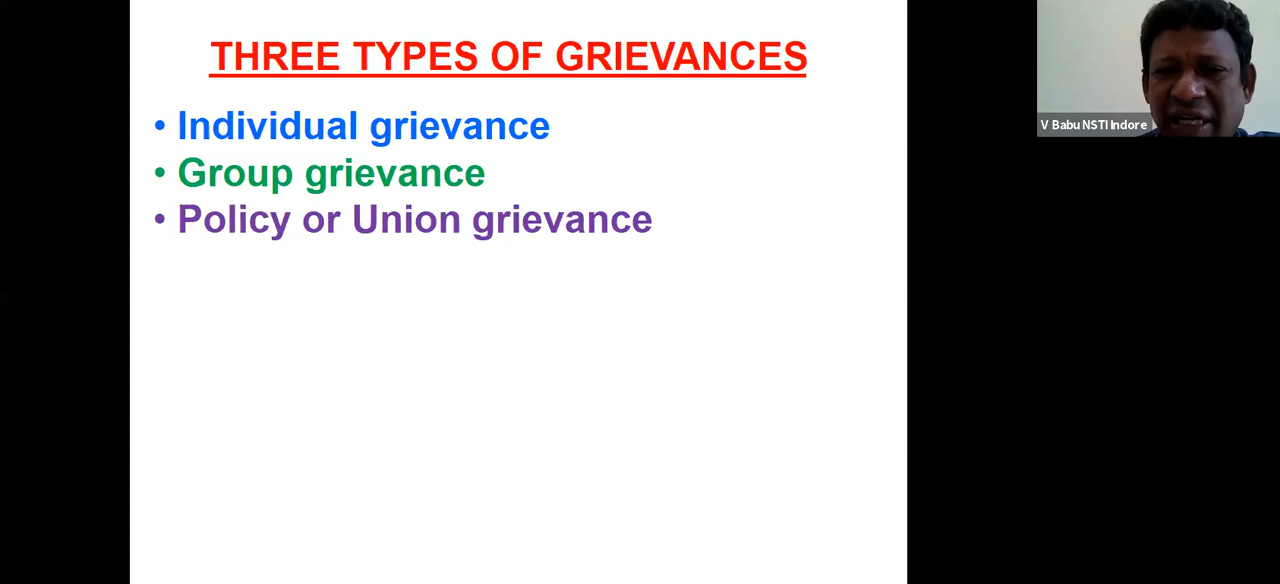 THREE TYPES OF GRIEVANCES
• Individual grievance
• Group grievance
• Policy or Union grievance
V Babu NSTI Indore